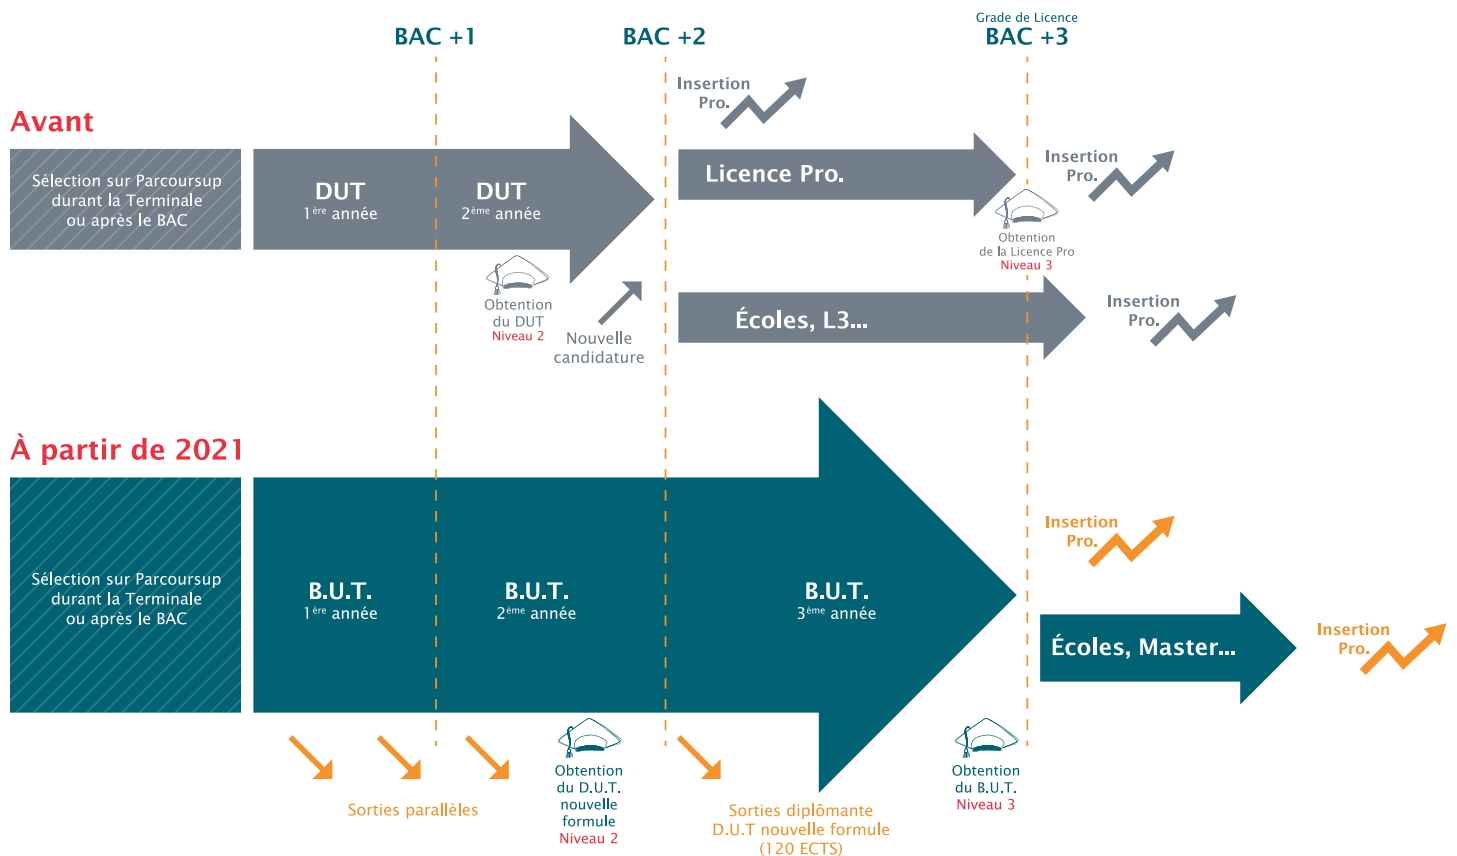 Grade de Licence
BAC +1
BAC +2
BAC +3
Avant
Sélection sur Parcoursup
durant la Terminale
ou après le BAC
DUT
1ère année
DUT
2ème année
Obtention
du DUT
Niveau 2
Nouvelle
candidature
Insertion
Pro.
Licence Pro.
Insertion
Pro.
Obtention
de la Licence Pro
Niveau 3
Écoles, L3...
Insertion
Pro.
À partir de 2021
Sélection sur Parcoursup
durant la Terminale
ou après le BAC
B.U.T.
1ère année
B.U.T.
2ème année
B.U.T.
3ème année
Insertion
Pro.
Écoles, Master...
Insertion
Pro.
Sorties parallèles
Obtention
du D.U.T.
nouvelle
formule
Niveau 2
Sorties diplômante
D.U.T nouvelle formule
(120 ECTS)
Obtention
du B.U.T.
Niveau 3